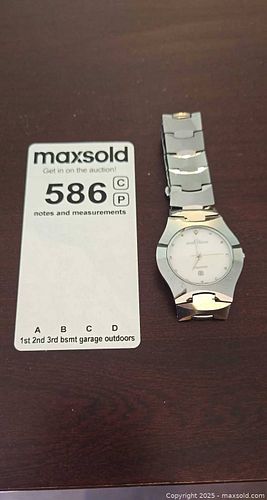 maxsold
Get in on the auction!
586
C
P
notes and measurements
A B C D
1st 2nd 3rd bsmt garage outdoors
Copyright © 2025 - maxsold.com